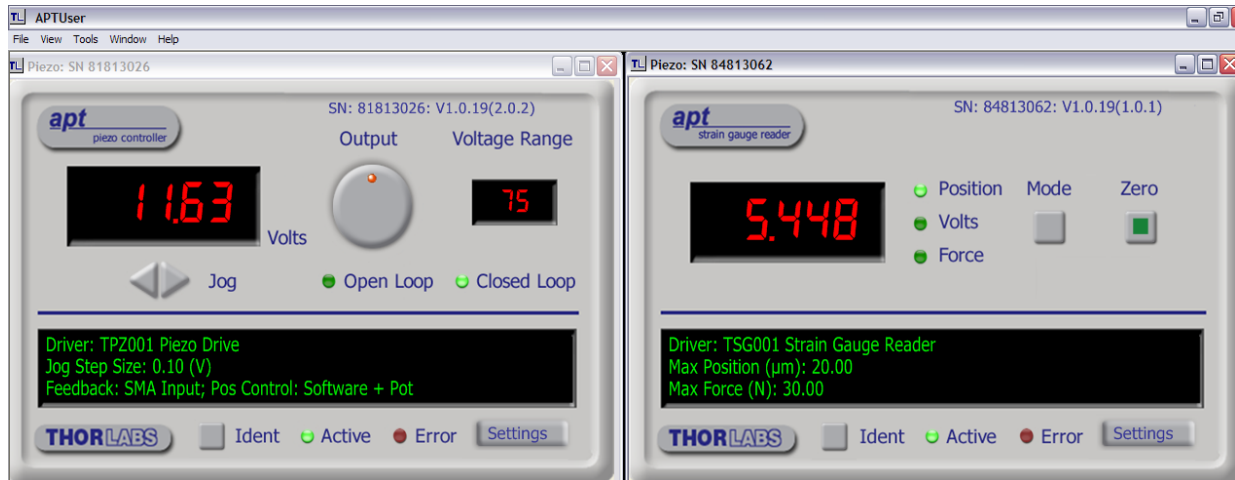 APTUser
File View Tools Window Help
Piezo: SN 81813026
apt
piezo controller
SN: 81813026: V1.0.19(2.0.2)
Output
Voltage Range
11.63
Volts
75
Jog
Open Loop
Closed Loop
Driver: TPZ001 Piezo Drive
Jog Step Size: 0.10 (V)
Feedback: SMA Input; Pos Control: Software + Pot
THORLABS
Ident
Active
Error
Settings
Piezo: SN 84813062
apt
strain gauge reader
SN: 84813062: V1.0.19(1.0.1)
5.448
Position
Volts
Force
Mode
Zero
Driver: TSG001 Strain Gauge Reader
Max Position (µm): 20.00
Max Force (N): 30.00
THORLABS
Ident
Active
Error
Settings